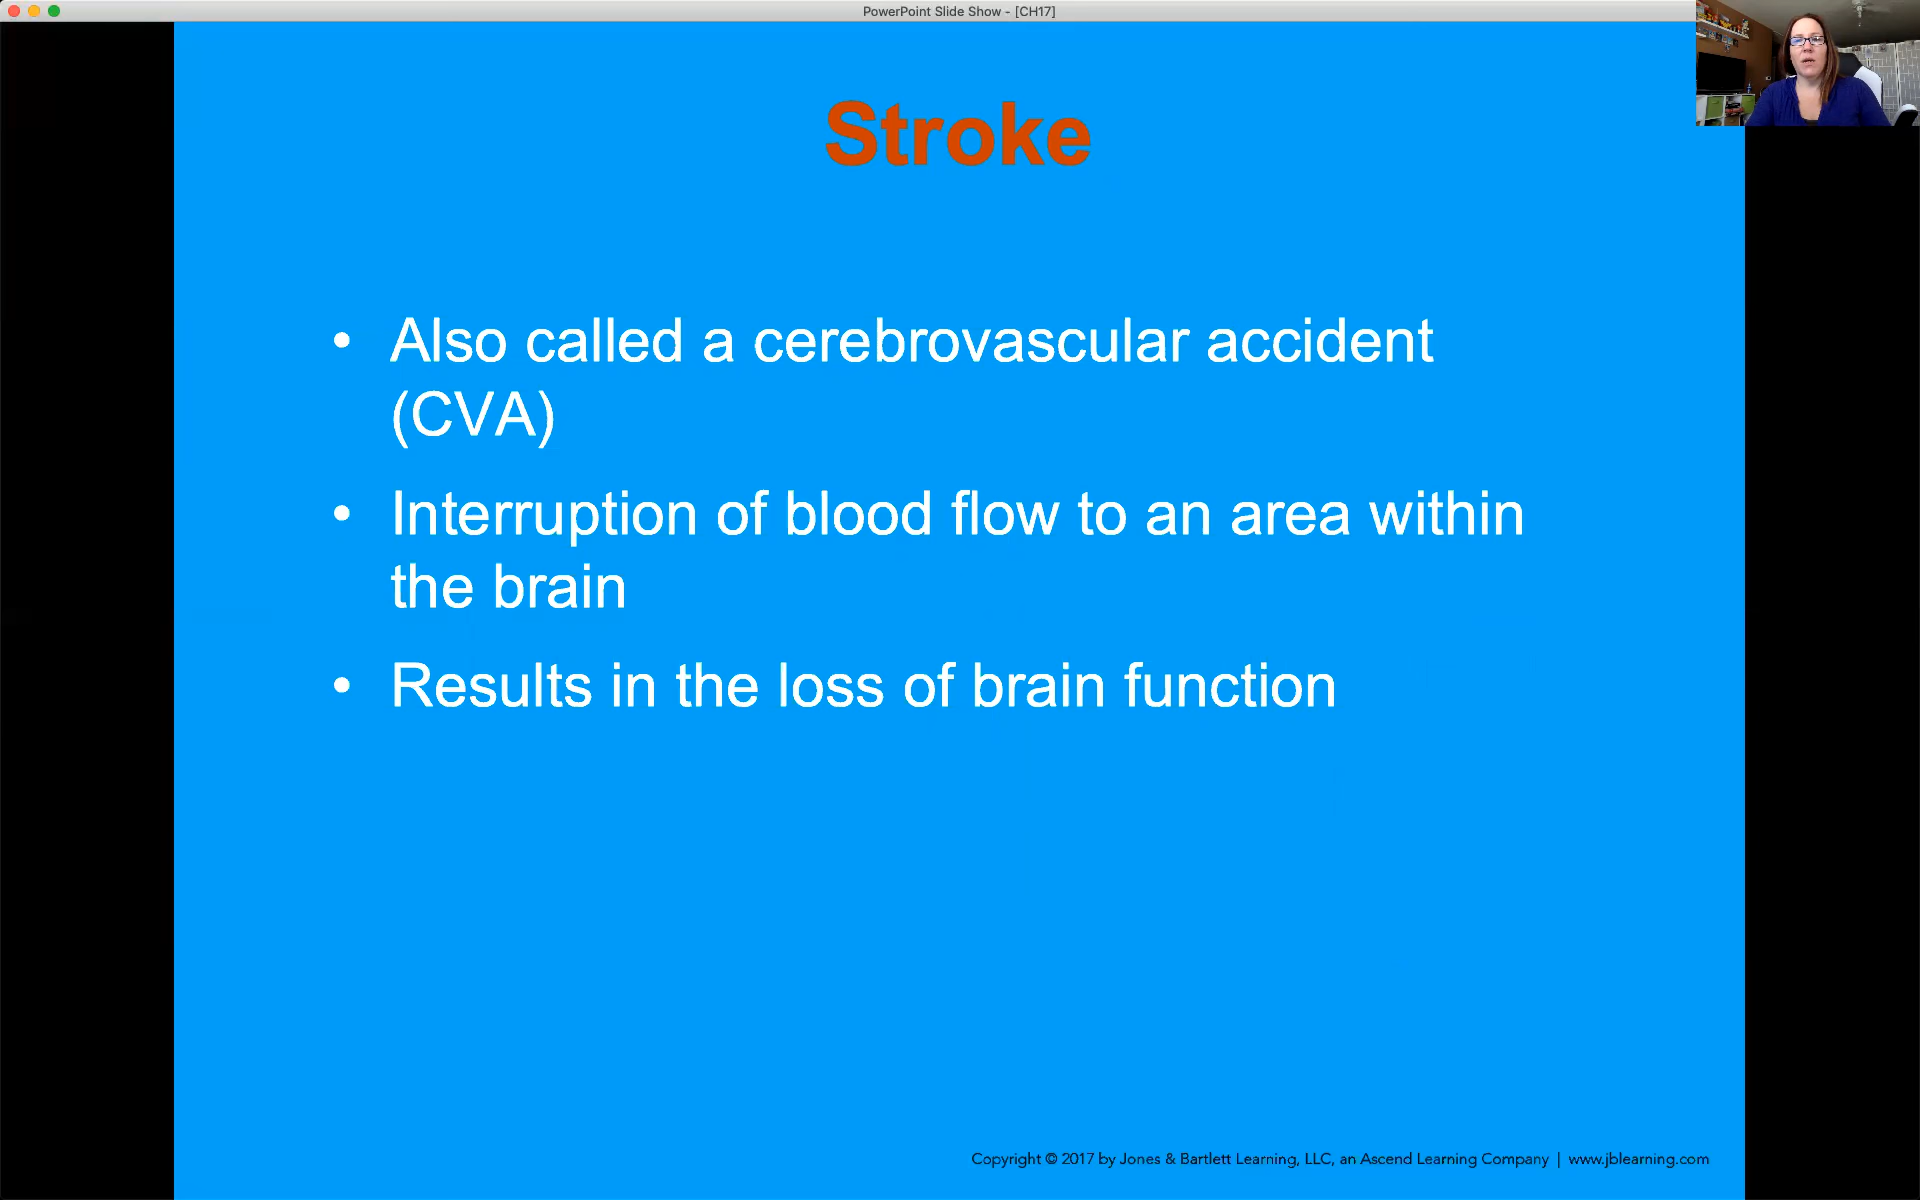 PowerPoint Slide Show - [CH17]
Stroke
• Also called a cerebrovascular accident
(CVA)
• Interruption of blood flow to an area within
the brain
• Results in the loss of brain function
Copyright © 2017 by Jones & Bartlett Learning, LLC, an Ascend Learning Company | www.jblearning.com